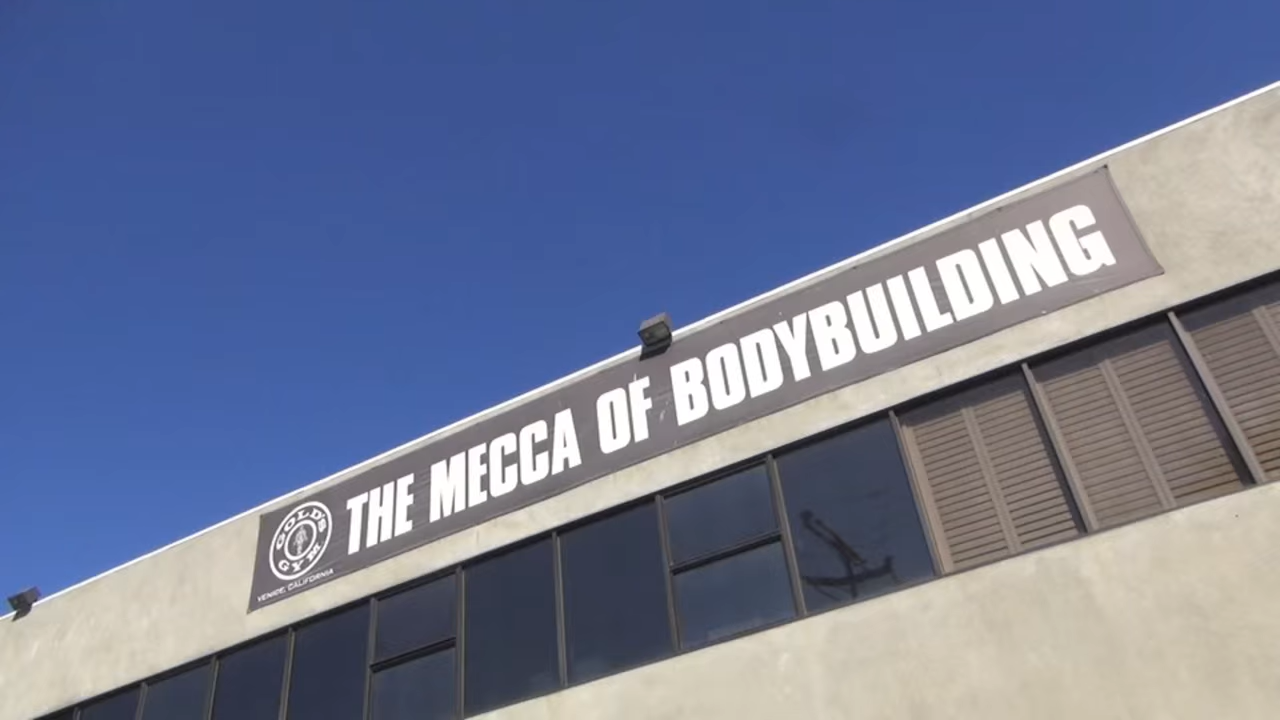 GOLD'S GYM
VENICE, CALIFORNIA
THE MECCA OF BODYBUILDING